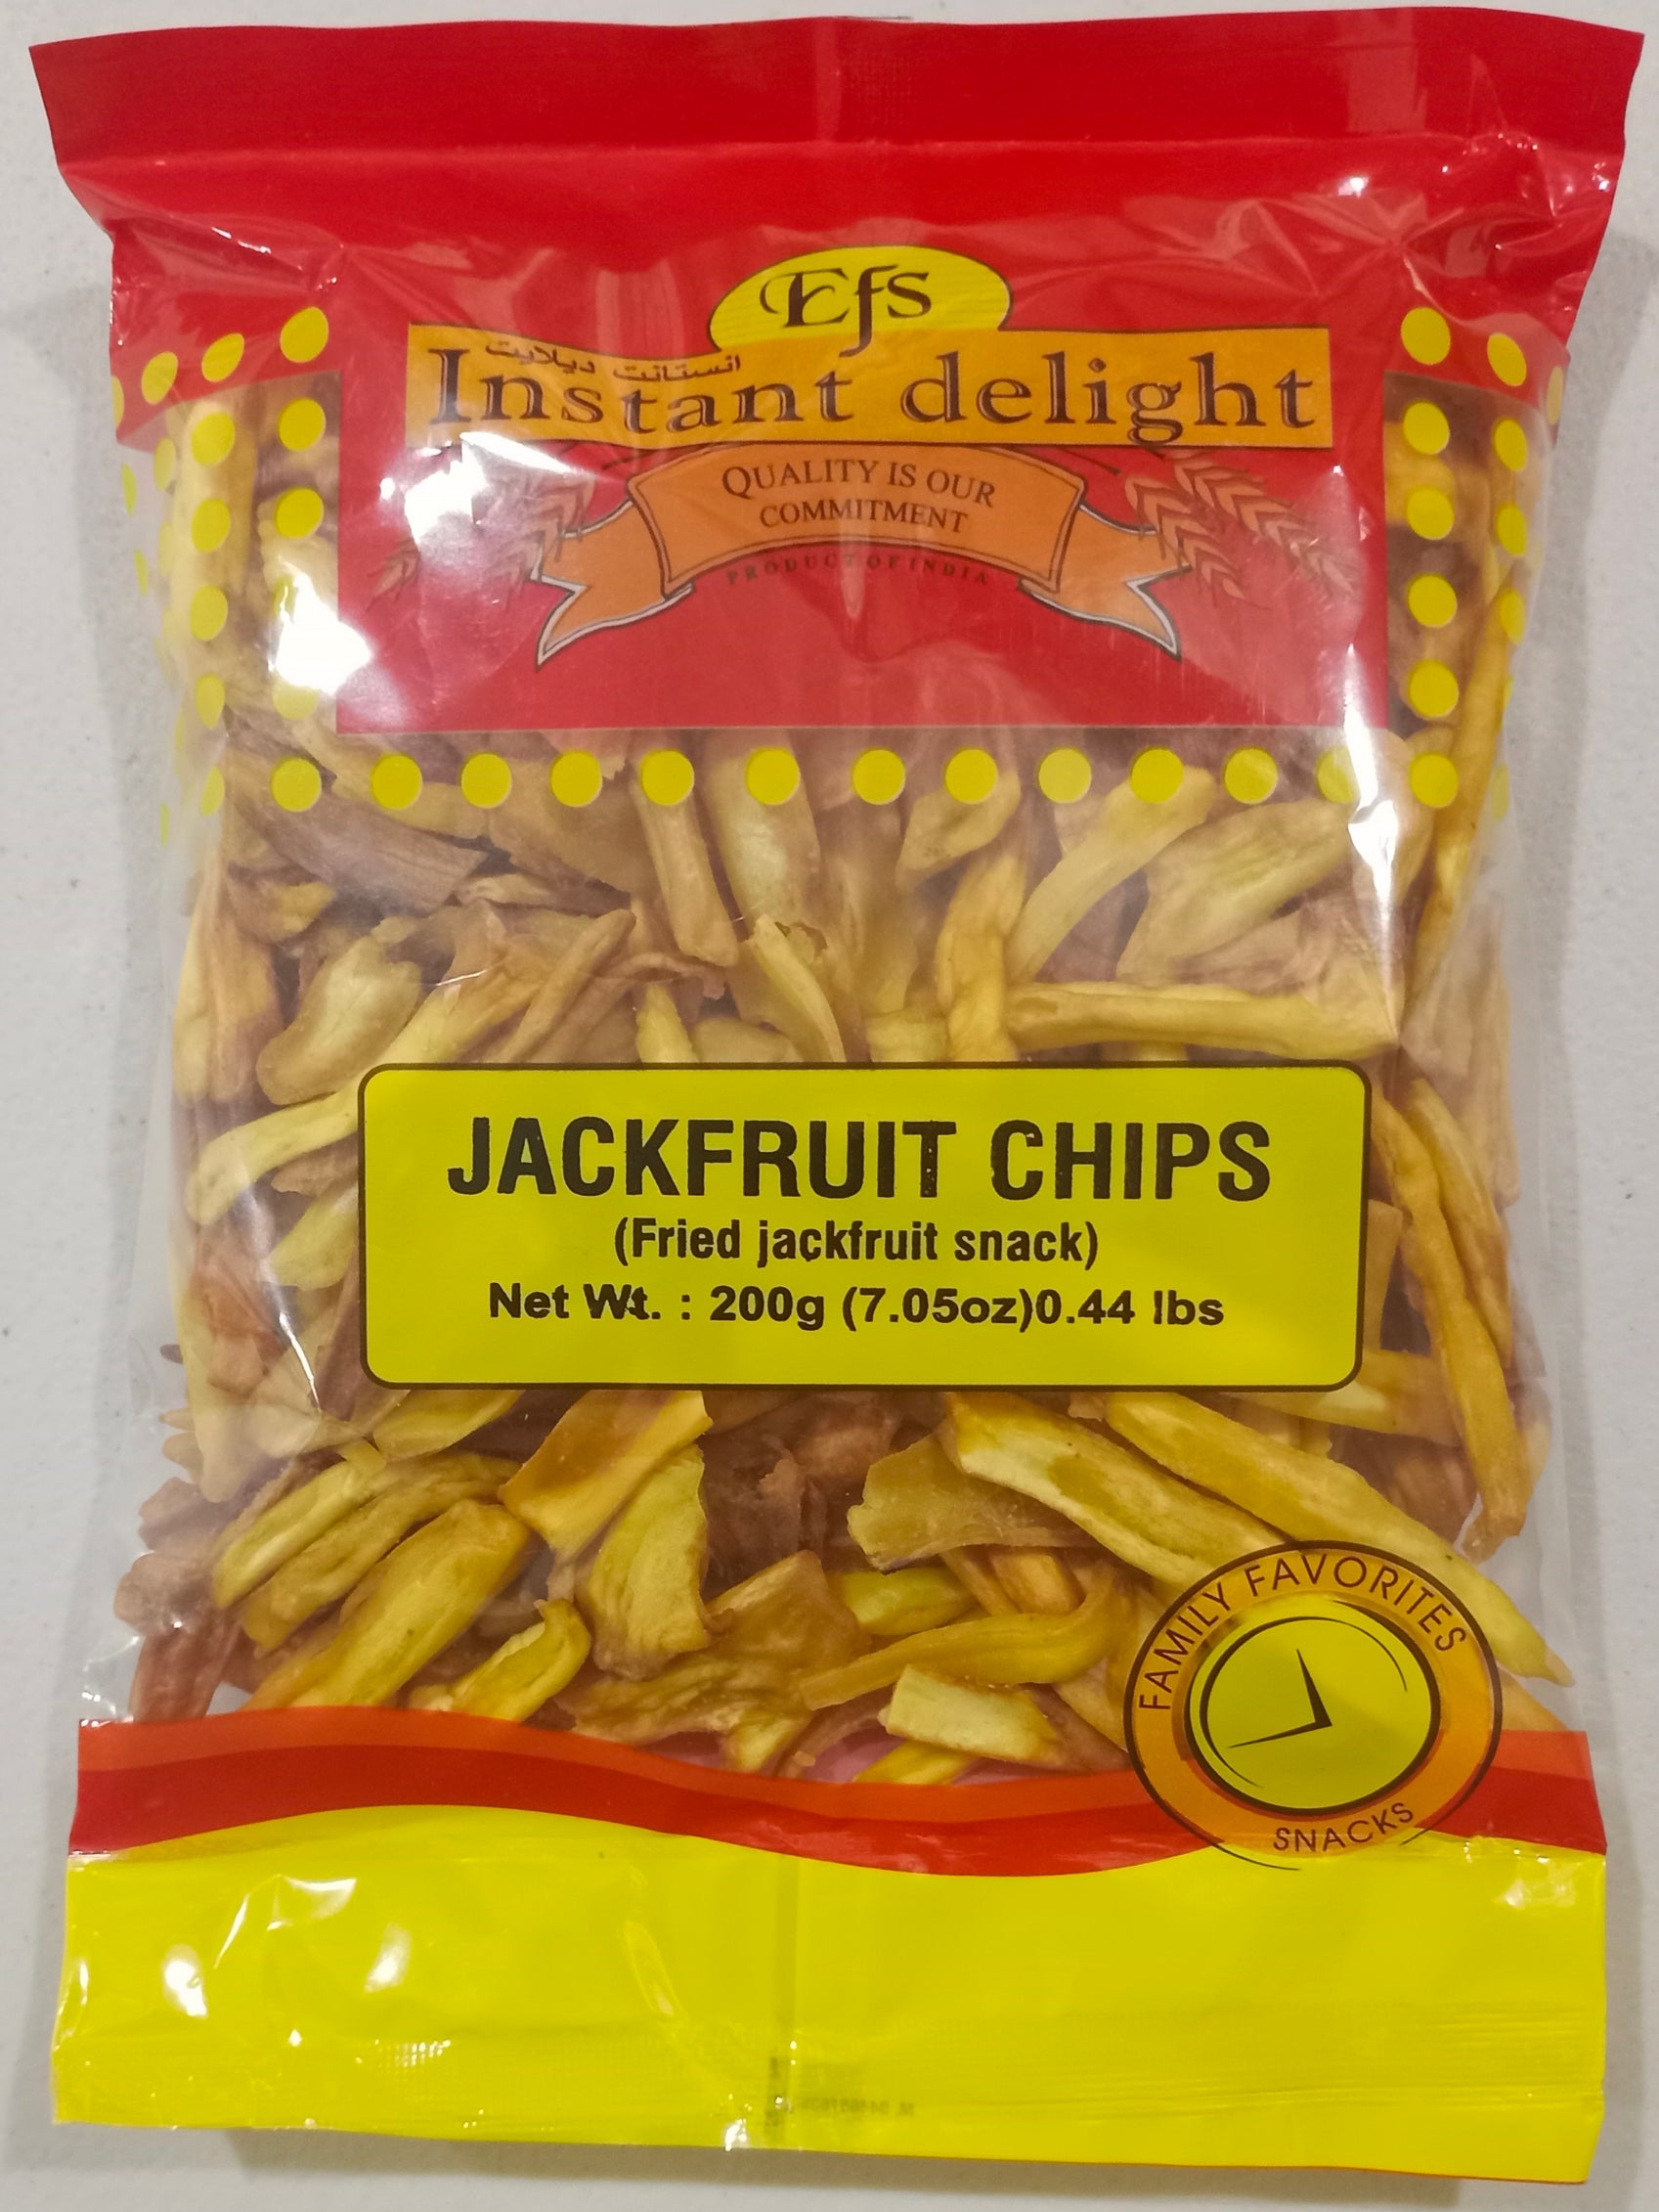 Efs
انستانت ديلايت
Instant delight
QUALITY IS OUR
COMMITMENT
PRODUCT OF INDIA
JACKFRUIT CHIPS
(Fried jackfruit snack)
Net Wt. : 200g (7.05oz)0.44 lbs
FAMILY FAVORITES
SNACKS